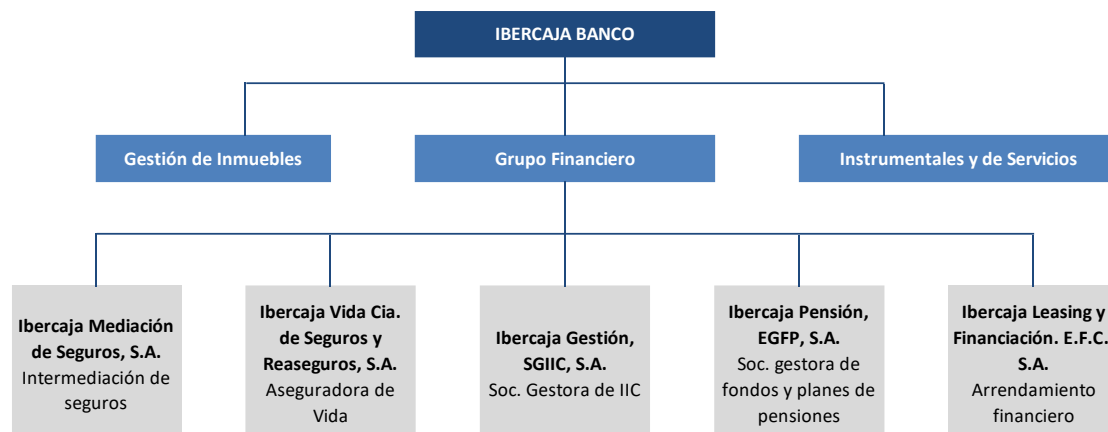 IBERCAJA BANCO
Gestión de Inmuebles
Grupo Financiero
Instrumentales y de Servicios
Ibercaja Mediación
de Seguros, S.A.
Intermediación de
seguros
Ibercaja Vida Cia.
de Seguros y
Reaseguros, S.A.
Aseguradora de
Vida
Ibercaja Gestión,
SGIIC, S.A.
Soc. Gestora de IIC
Ibercaja Pensión,
EGFP, S.A.
Soc. gestora de
fondos y planes de
pensiones
Ibercaja Leasing y
Financiación. E.F.C.
S.A.
Arrendamiento
financiero